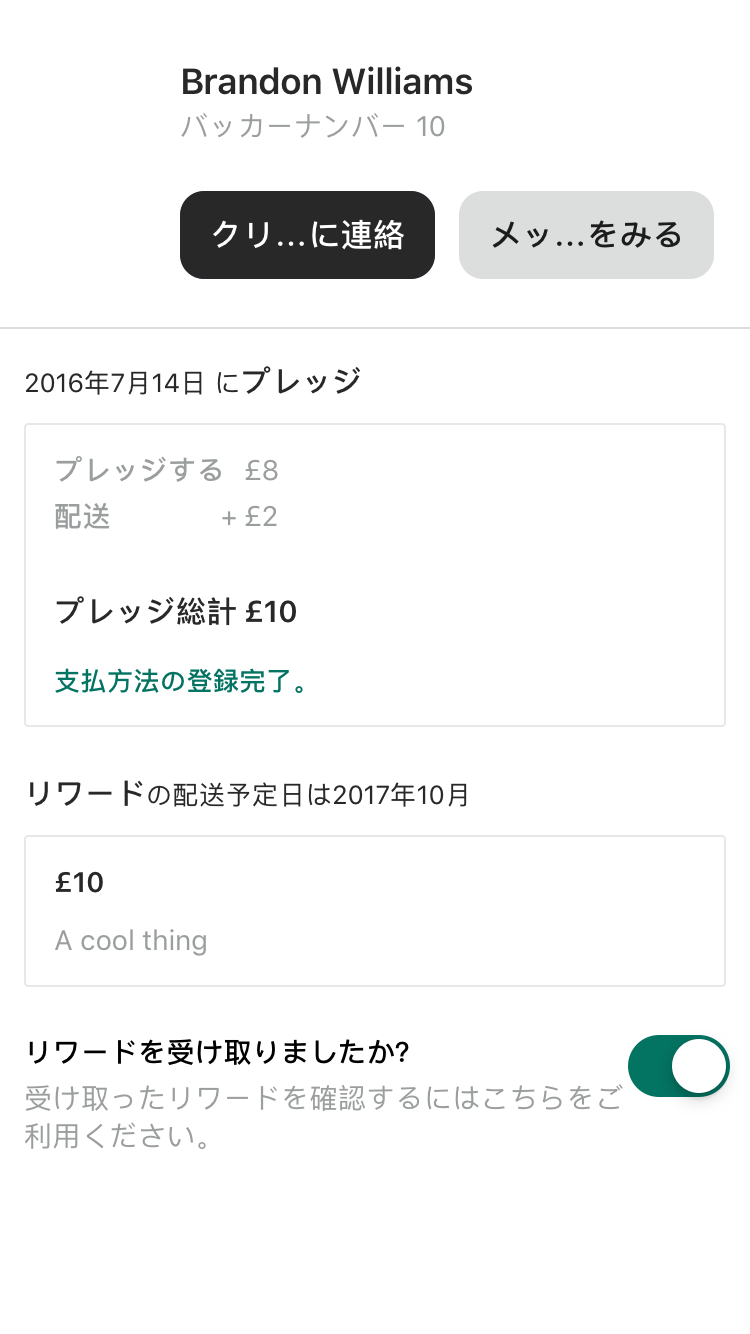 Brandon Williams
バッカーナンバー 10
クリ…に連絡
メッ…をみる
2016年7月14日 にプレッジ
プレッジする £8
配送 + £2
プレッジ総計 £10
支払方法の登録完了。
リワードの配送予定日は2017年10月
£10
A cool thing
リワードを受け取りましたか?
受け取ったリワードを確認するにはこちらをご
利用ください。